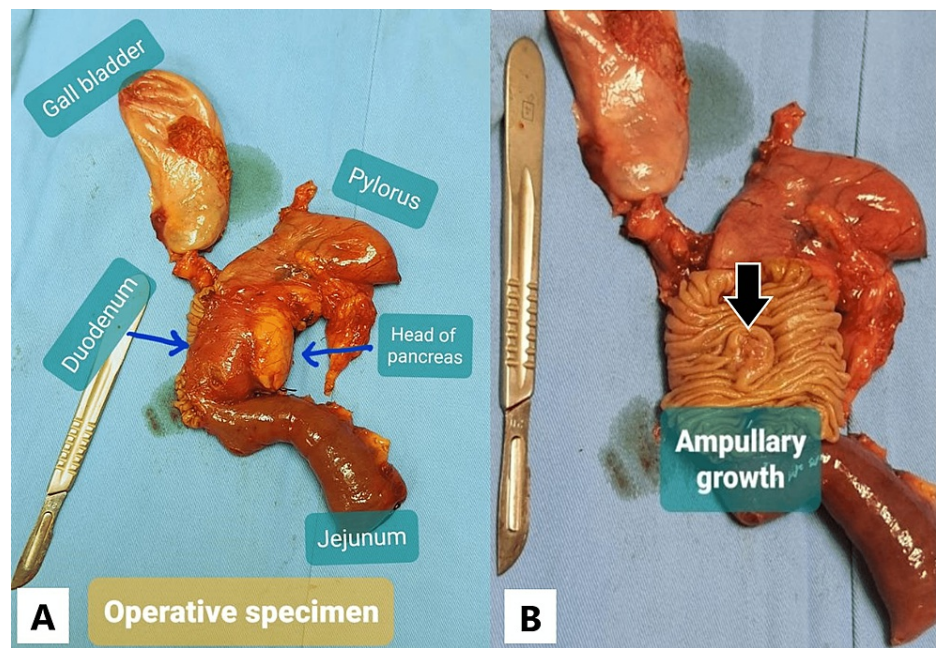 Gall bladder
Pylorus
Duodenum
Head of
pancreas
Jejunum
A
Operative specimen
Ampullary
growth
B